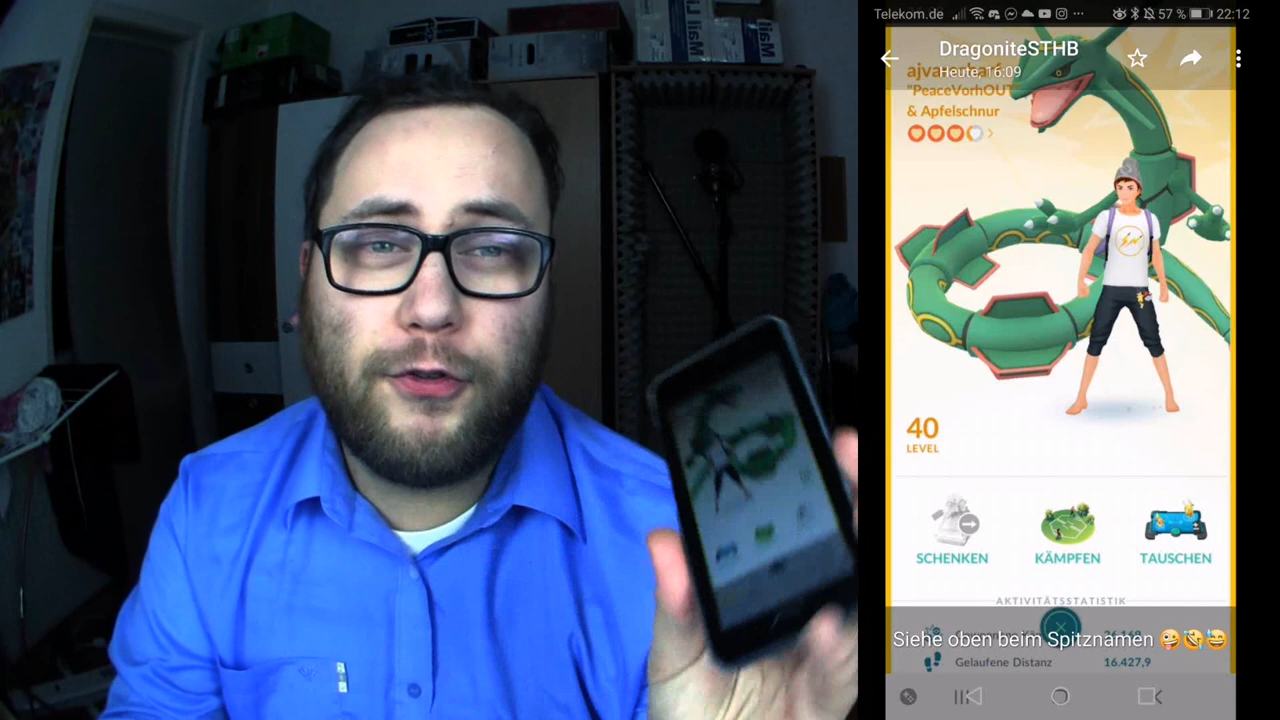 Telekom.de 57 % 22:12
DragoniteSTHB
Heute, 16:09
"PeaceVorhOUT
& Apfelschnur
40
LEVEL
SCHENKEN KÄMPFEN TAUSCHEN
AKTIVITÄTSSTATISTIK
Siehe oben beim Spitznamen 🤪🤣😅
Gelaufene Distanz 16.427,9
Mail